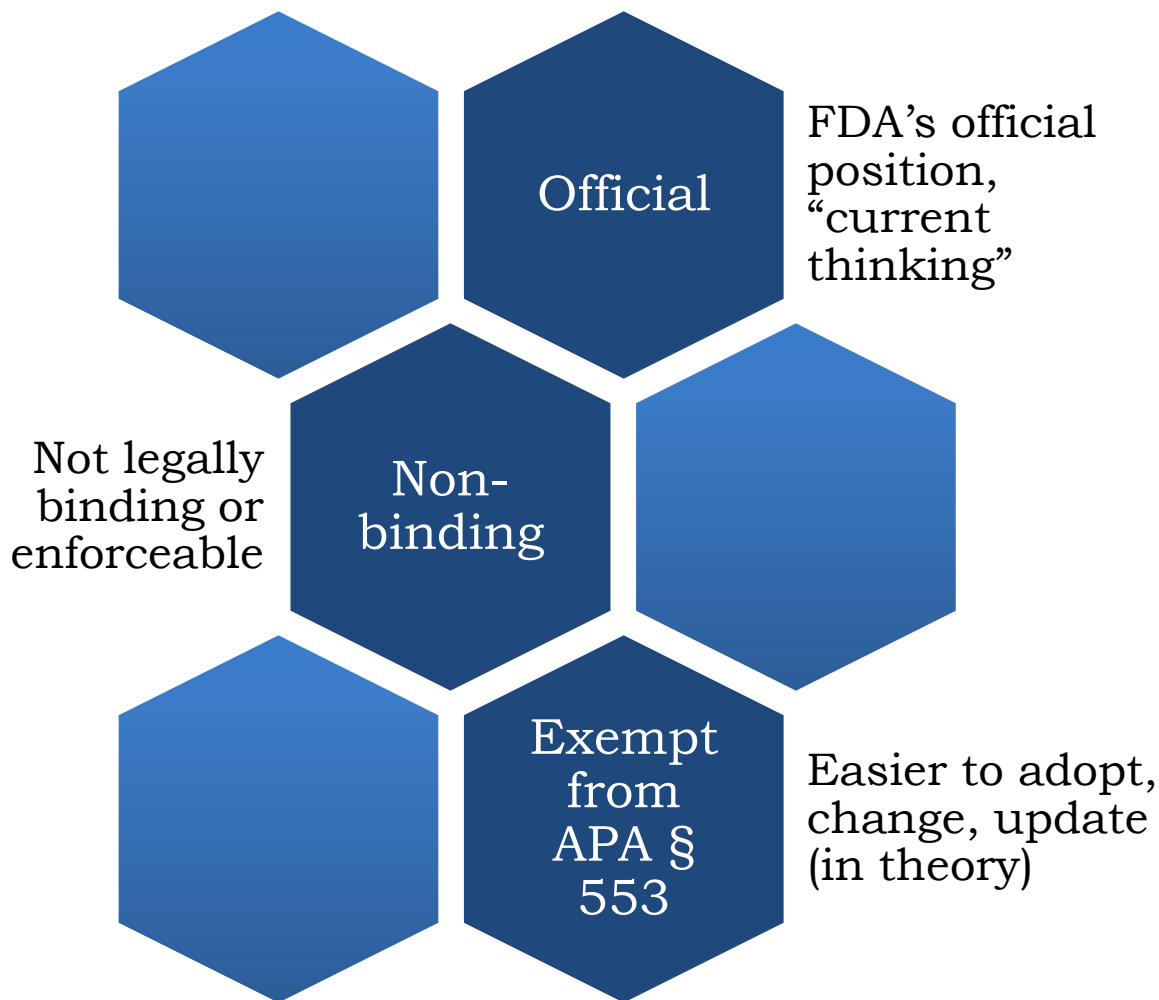 Official
FDA’s official
position,
“current
thinking”
Not legally
binding or
enforceable
Non-
binding
Exempt
from
APA §
553
Easier to adopt,
change, update
(in theory)